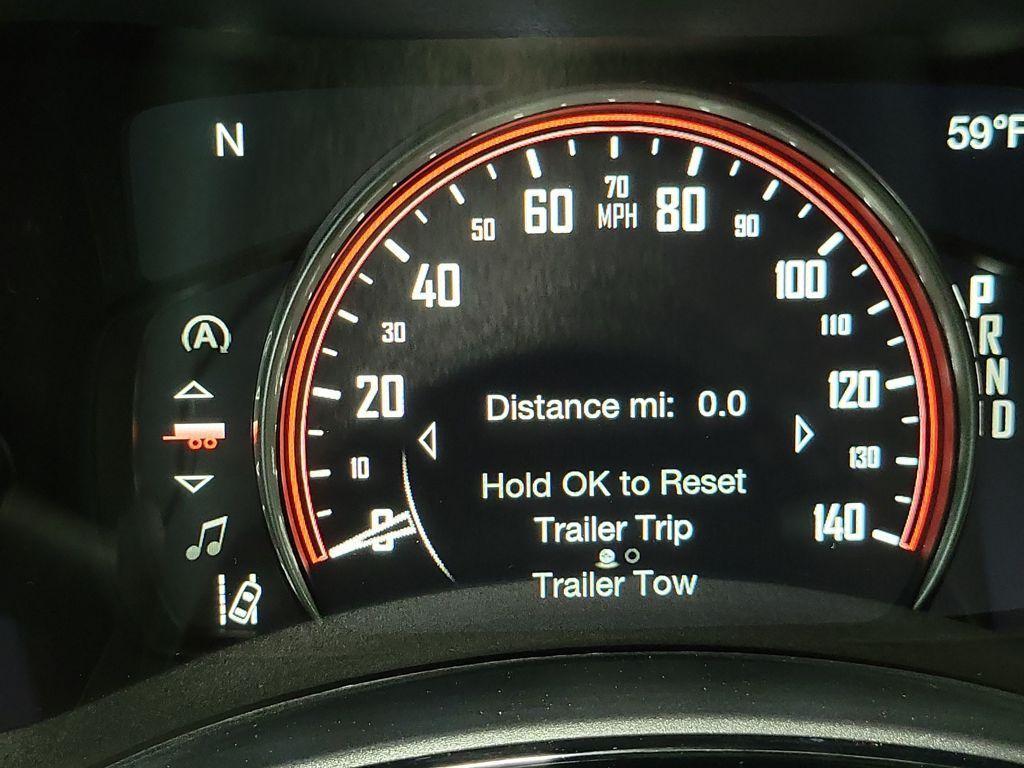 N
59°F
60
70
MPH
80
50
90
40
100
30
110
20
120
10
130
0
140
A
Distance mi: 0.0
Hold OK to Reset
Trailer Trip
Trailer Tow
P
R
N
D